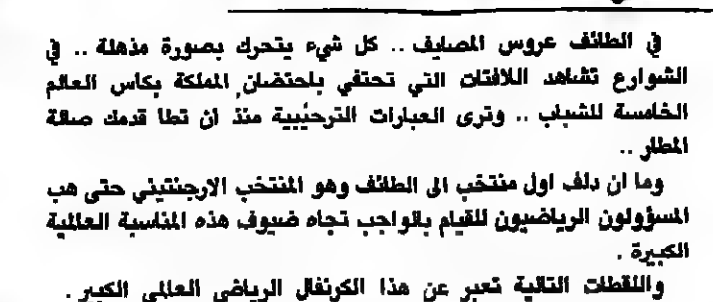 في الطائف عروس المصايف .. كل شيء يتحرك بصورة مذهلة .. في
الشوارع تشاهد اللافتات التي تحتفي باحتضان المملكة بكاس العالم
الخامسة للشباب .. وترى العبارات الترحيبية منذ ان تطا قدمك صالة
المطار ..
وما ان دلف اول منتخب الى الطائف وهو المنتخب الارجنتيني حتى هب
المسؤولون الرياضيون للقيام بالواجب تجاه ضيوف هذه المناسبة العالمية
الكبيرة .
واللقطات التالية تعبر عن هذا الكرنفال الرياضي العالمي الكبير .